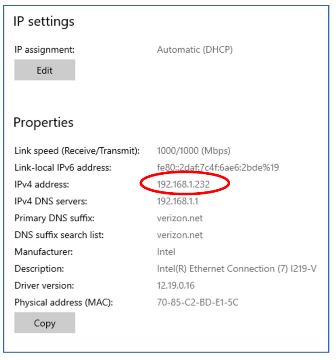 IP settings
IP assignment: Automatic (DHCP)
Edit
Properties
Link speed (Receive/Transmit): 1000/1000 (Mbps)
Link-local IPv6 address: fe80::2daf:7c4f:6ae6:2bde%19
IPv4 address: 192.168.1.232
IPv4 DNS servers: 192.168.1.1
Primary DNS suffix: verizon.net
DNS suffix search list: verizon.net
Manufacturer: Intel
Description: Intel(R) Ethernet Connection (7) I219-V
Driver version: 12.19.0.16
Physical address (MAC): 70-85-C2-BD-E1-5C
Copy